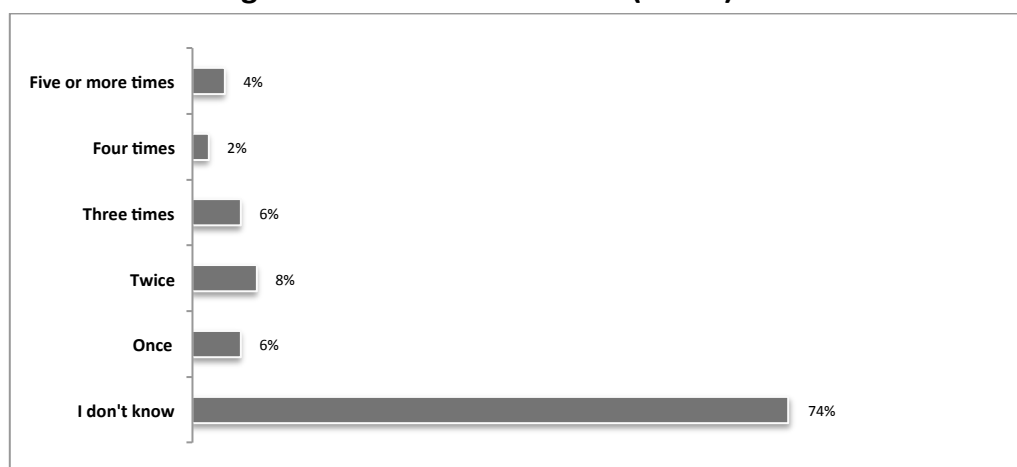 Five or more times 4%
Four times 2%
Three times 6%
Twice 8%
Once 6%
I don't know 74%